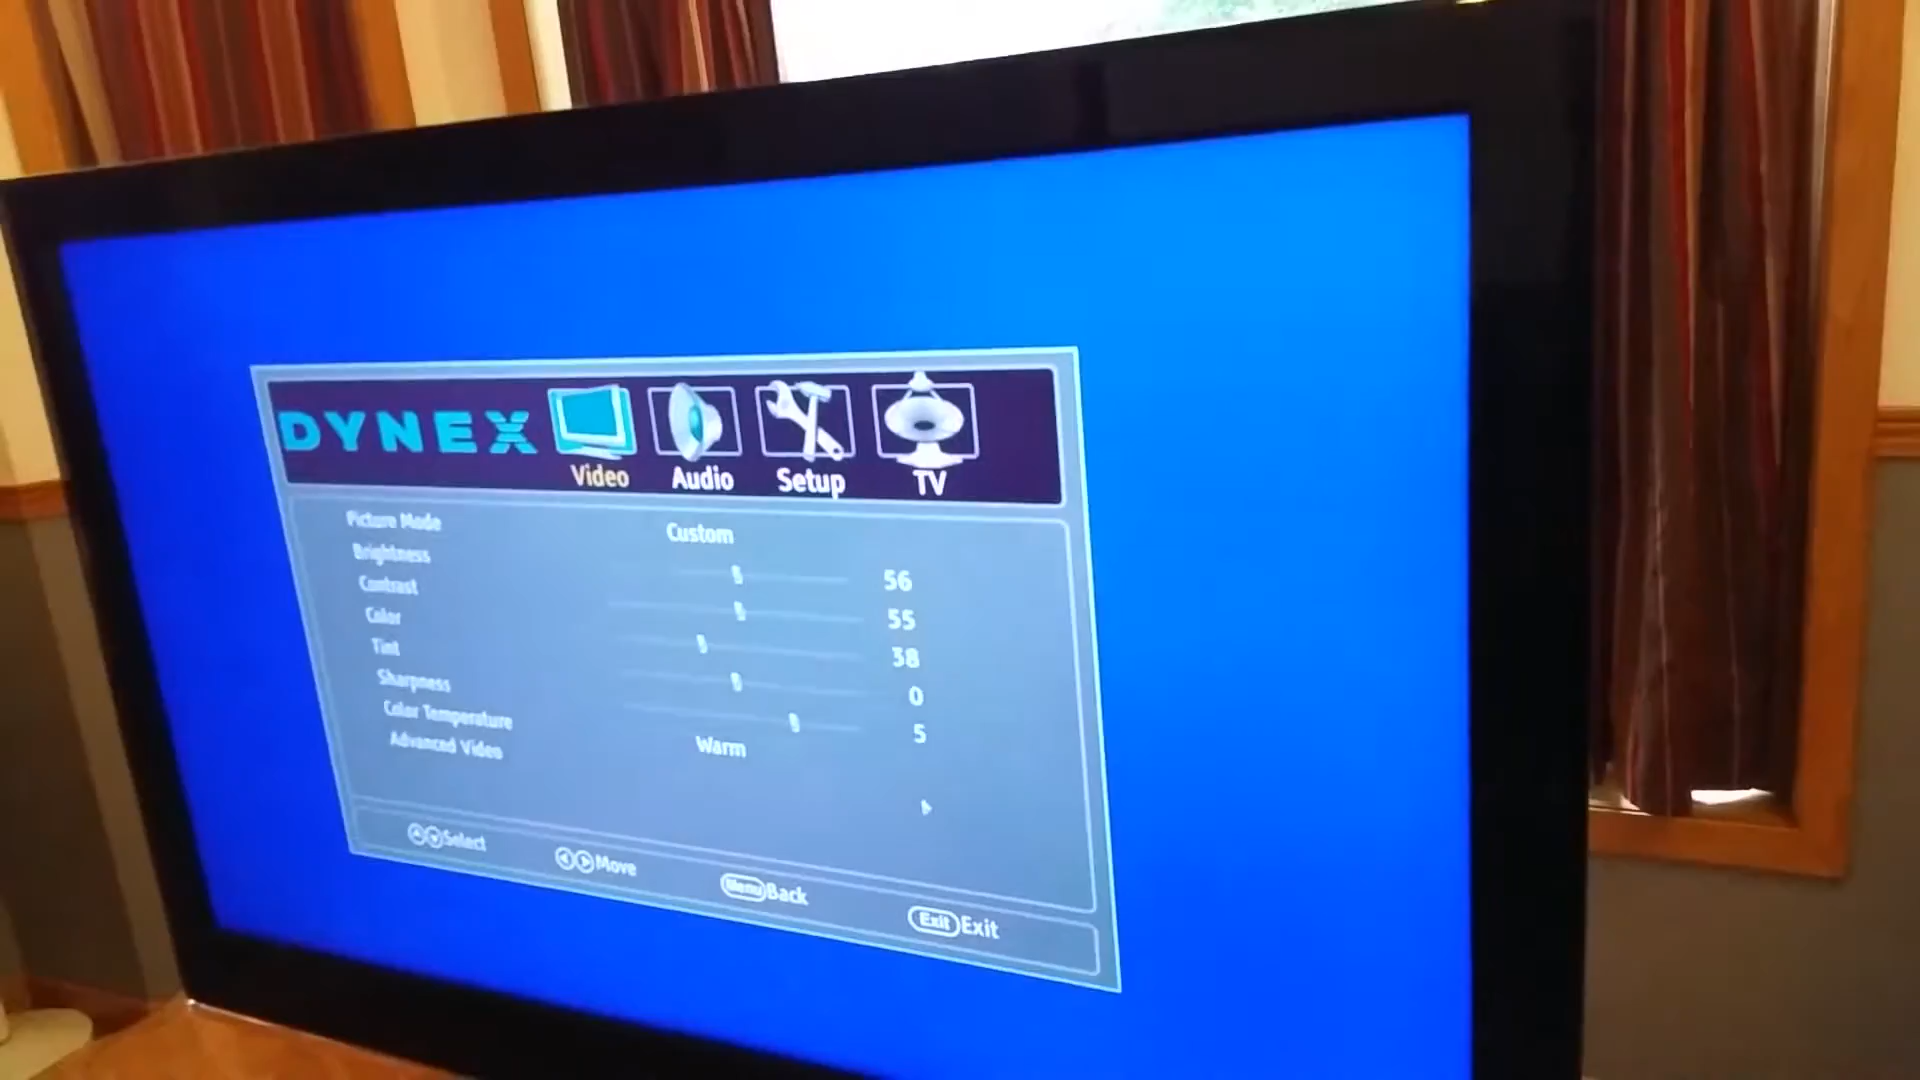 DYNEX
Video Audio Setup TV
Picture Mode Custom
Brightness 56
Contrast 55
Color 38
Tint 0
Sharpness 5
Color Temperature Warm
Advanced Video
Select Move Menu Back Exit Exit